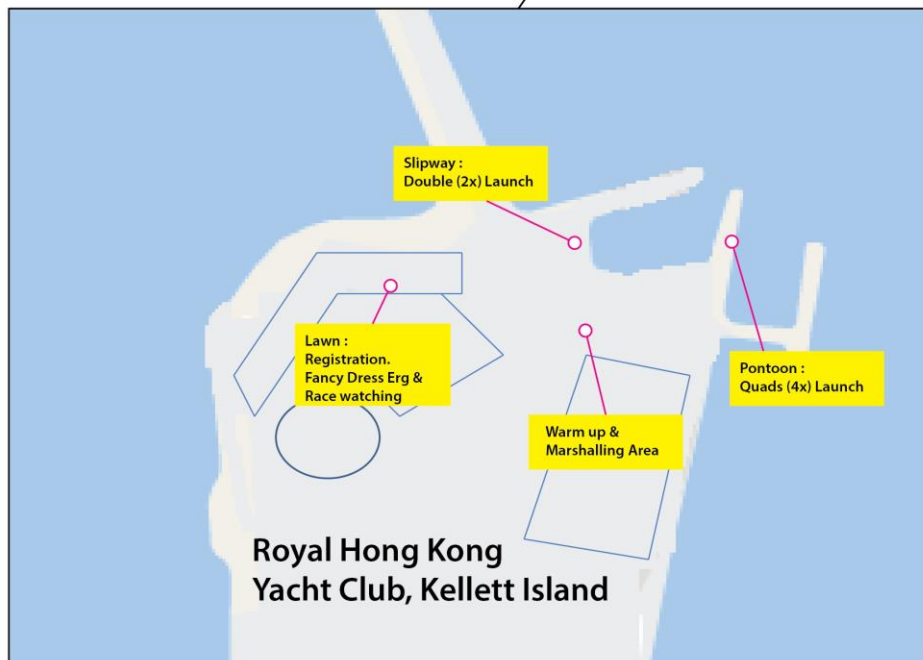 Slipway :
Double (2x) Launch
Lawn :
Registration.
Fancy Dress Erg &
Race watching
Pontoon :
Quads (4x) Launch
Warm up &
Marshalling Area
Royal Hong Kong
Yacht Club, Kellett Island